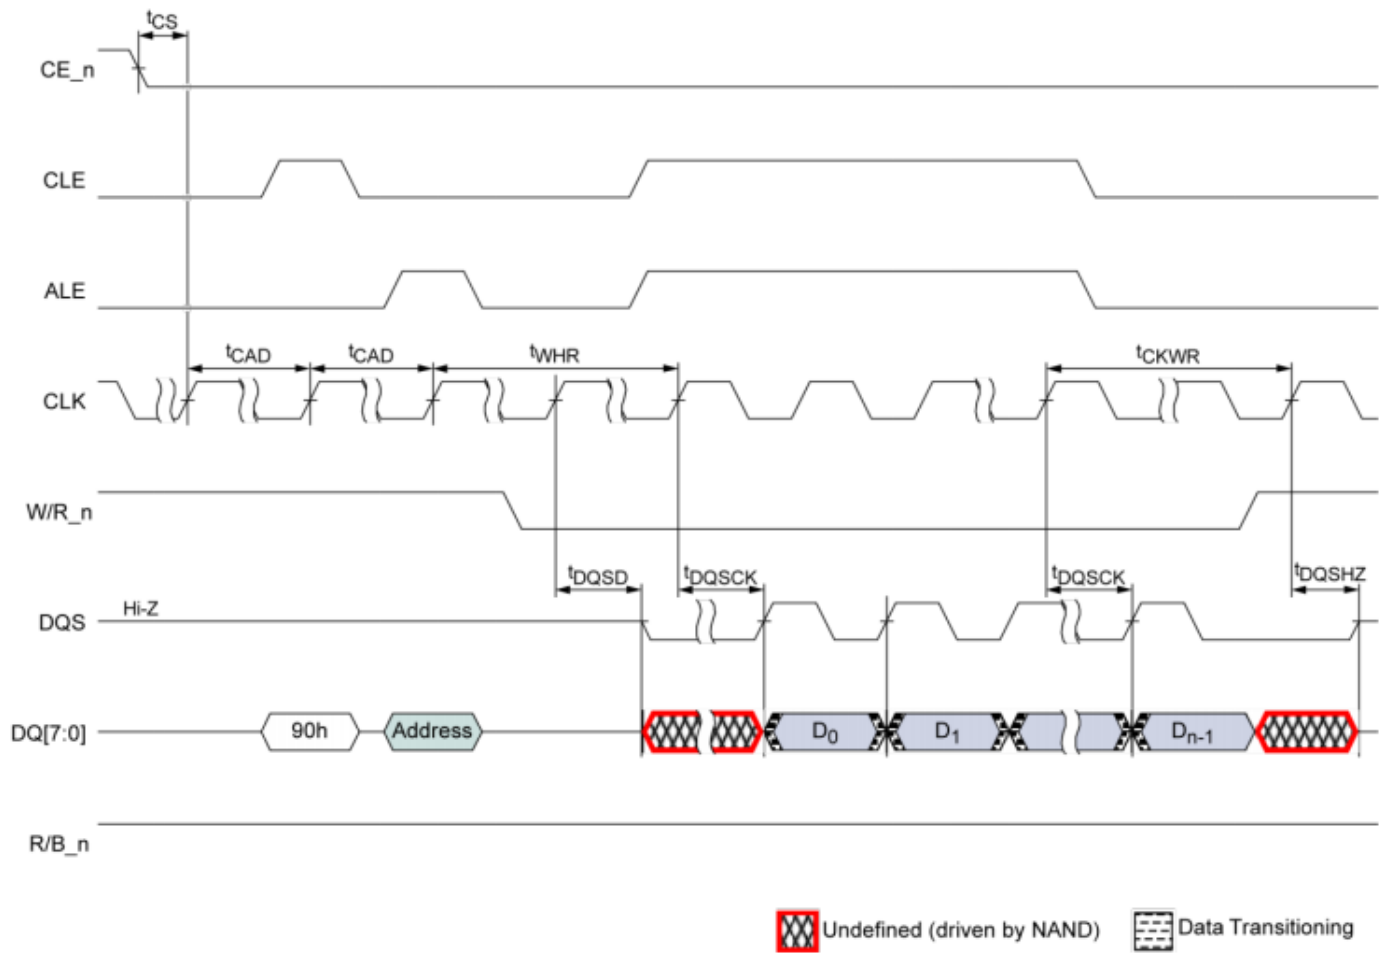 tCS
CE_n
CLE
ALE
tCAD tCAD tWHR tCKWR
CLK
W/R_n
tDQSD tDQSCK tDQSCK tDQSHZ
Hi-Z
DQS
DQ[7:0] 90h Address D0 D1 Dn-1
R/B_n
Undefined (driven by NAND) Data Transitioning